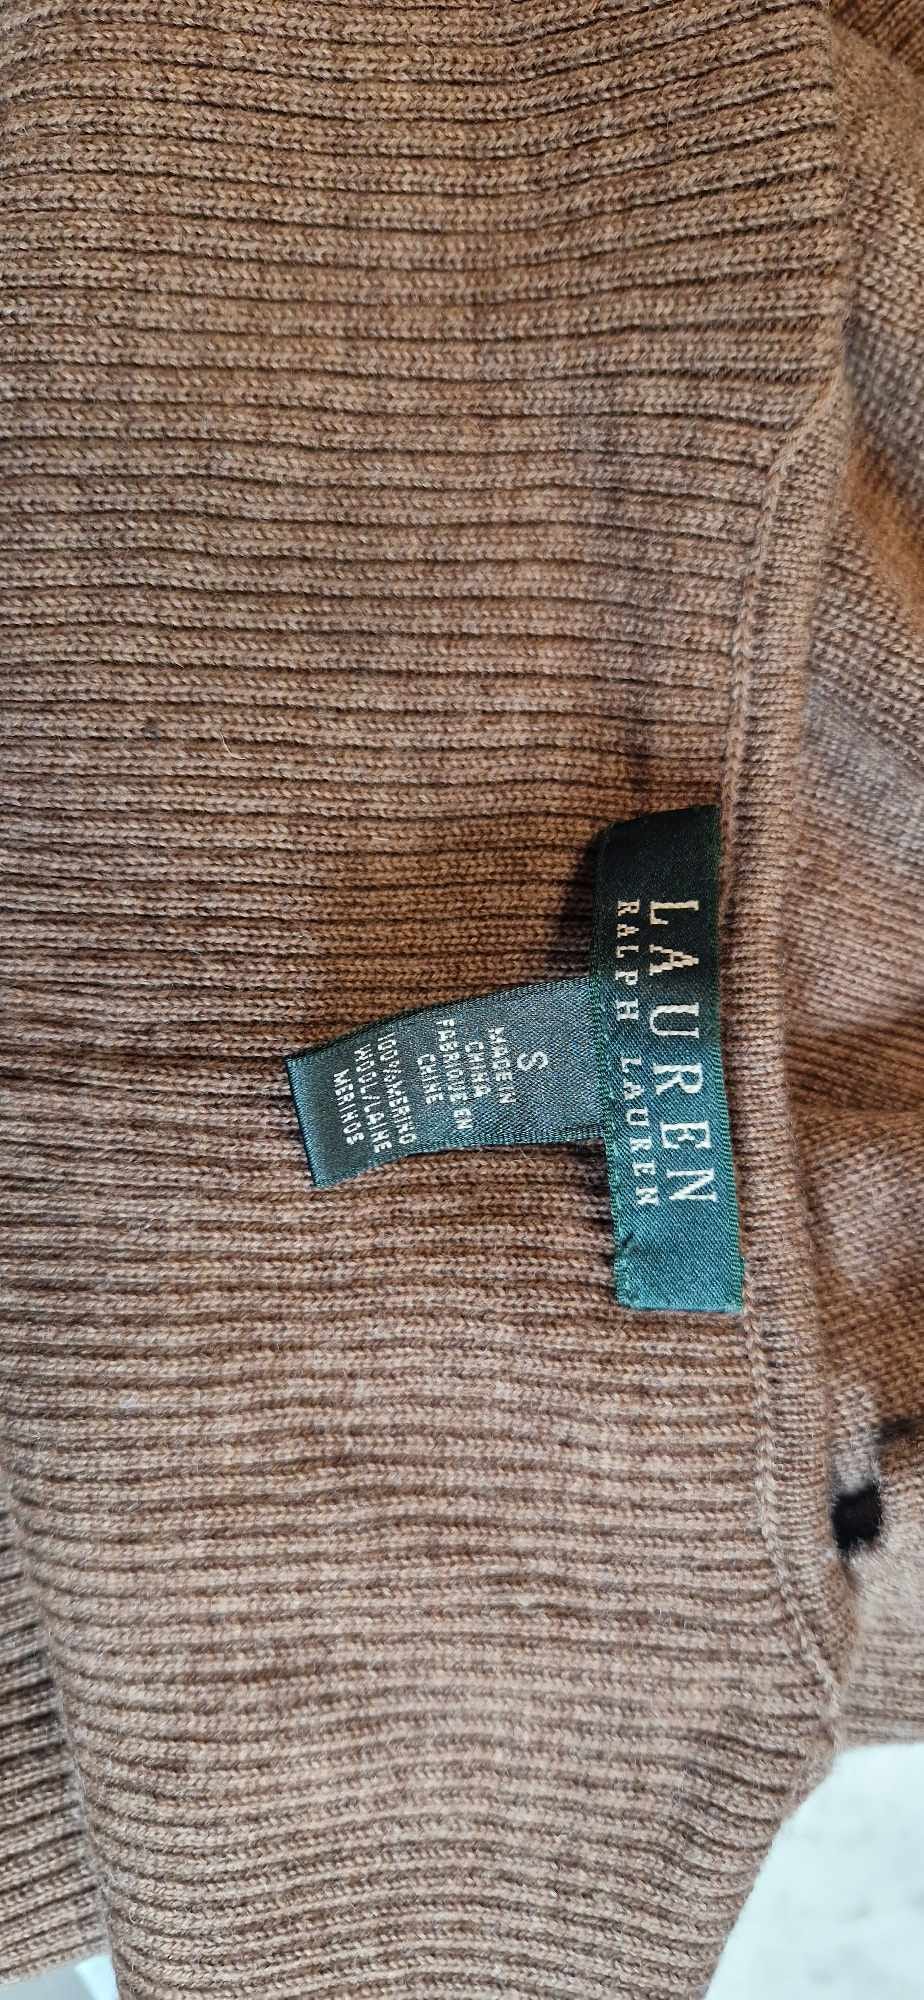 LAUREN
RALPH LAUREN
S
MADE IN
CHINA
FABRIQUE EN
CHINE
100% MERINO
WOOL/LAINE
MERINOS